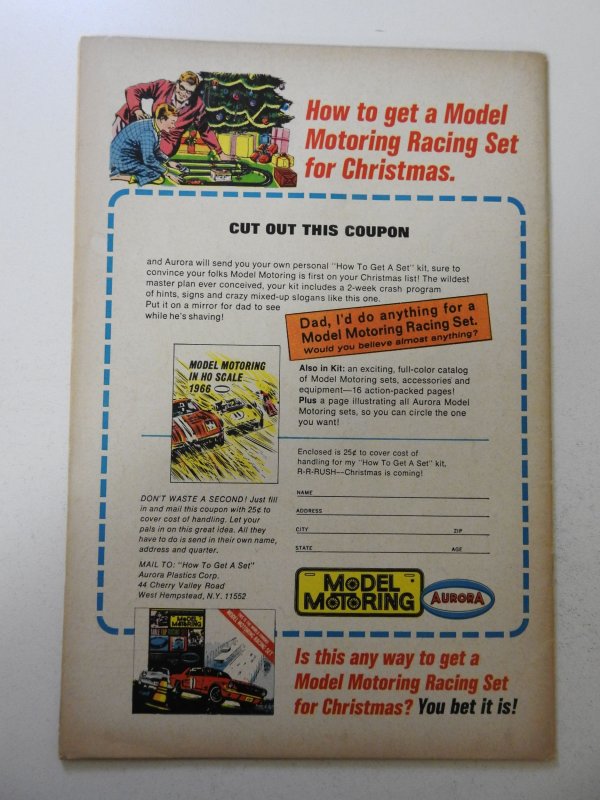 How to get a Model
Motoring Racing Set
for Christmas.
CUT OUT THIS COUPON
and Aurora will send you your own personal "How To Get A Set" kit, sure to
convince your folks Model Motoring is first on your Christmas list! The wildest
master plan ever conceived, your kit includes a 2-week crash program
of hints, signs and crazy mixed-up slogans like this one.
Put it on a mirror for dad to see
while he's shaving!
Dad, I'd do anything for a
Model Motoring Racing Set.
Would you believe almost anything?
MODEL MOTORING
IN HO SCALE
1966
Also in Kit: an exciting, full-color catalog
of Model Motoring sets, accessories and
equipment—16 action-packed pages!
Plus a page illustrating all Aurora Model
Motoring sets, so you can circle the one
you want!
Enclosed is 25¢ to cover cost of
handling for my "How To Get A Set" kit,
R-R-RUSH—Christmas is coming!
NAME
ADDRESS
CITY ZIP
STATE AGE
DON'T WASTE A SECOND! Just fill
in and mail this coupon with 25¢ to
cover cost of handling. Let your
pals in on this great idea. All they
have to do is send in their own name,
address and quarter.
MAIL TO: "How To Get A Set"
Aurora Plastics Corp.
44 Cherry Valley Road
West Hempstead, N.Y. 11552
MODEL
MOTORING
AURORA
MODEL
MOTORING
Is this any way to get a
Model Motoring Racing Set
for Christmas? You bet it is!